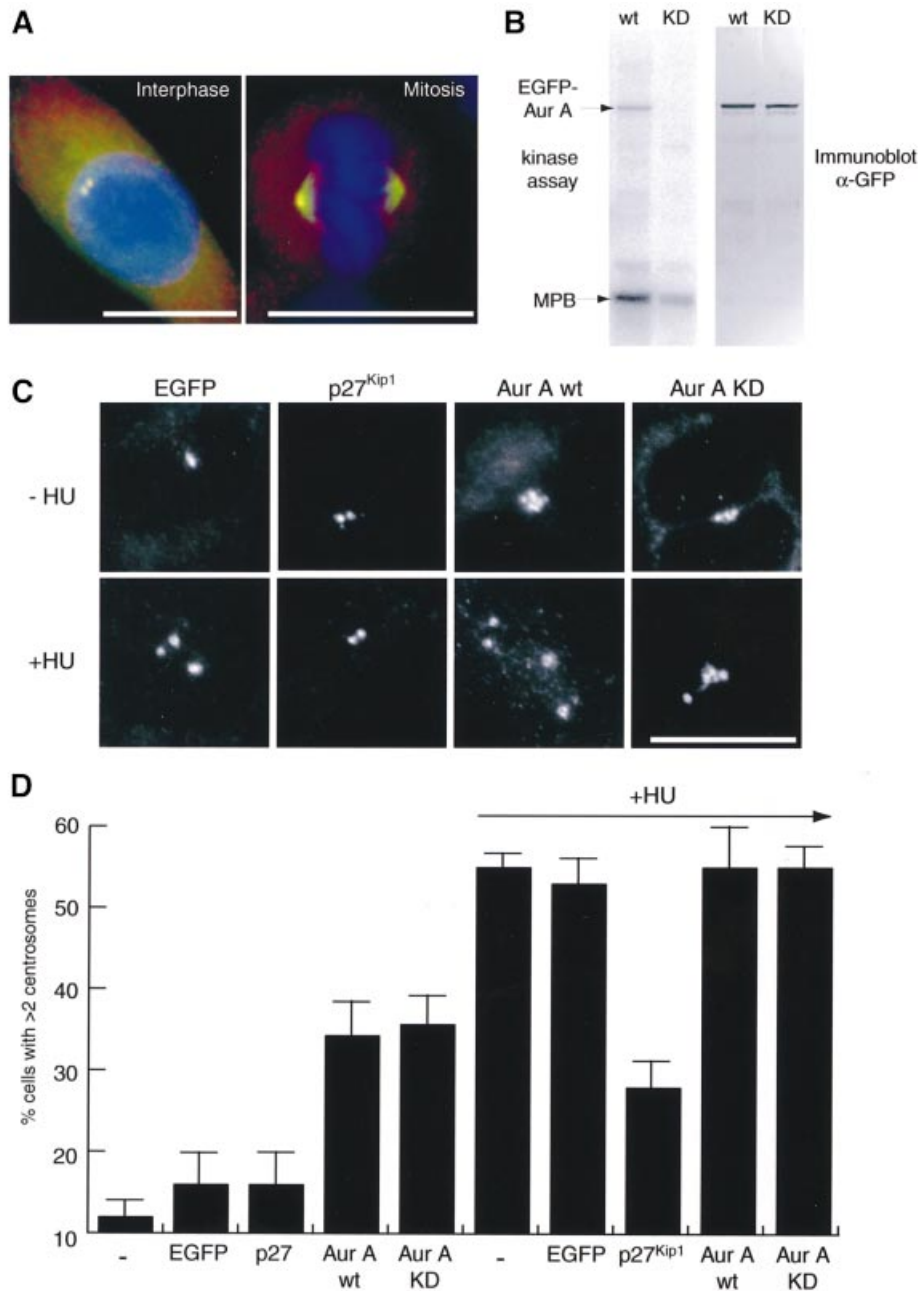 A
Interphase
Mitosis
B
wt KD
wt KD
EGFP-
Aur A
kinase
assay
MPB
Immunoblot
α-GFP
C
EGFP
p27Kip1
Aur A wt
Aur A KD
- HU
+HU
D
+HU
% cells with >2 centrosomes
60
50
40
30
20
10
-
EGFP
p27
Aur A
wt
Aur A
KD
-
EGFP
p27Kip1
Aur A
wt
Aur A
KD